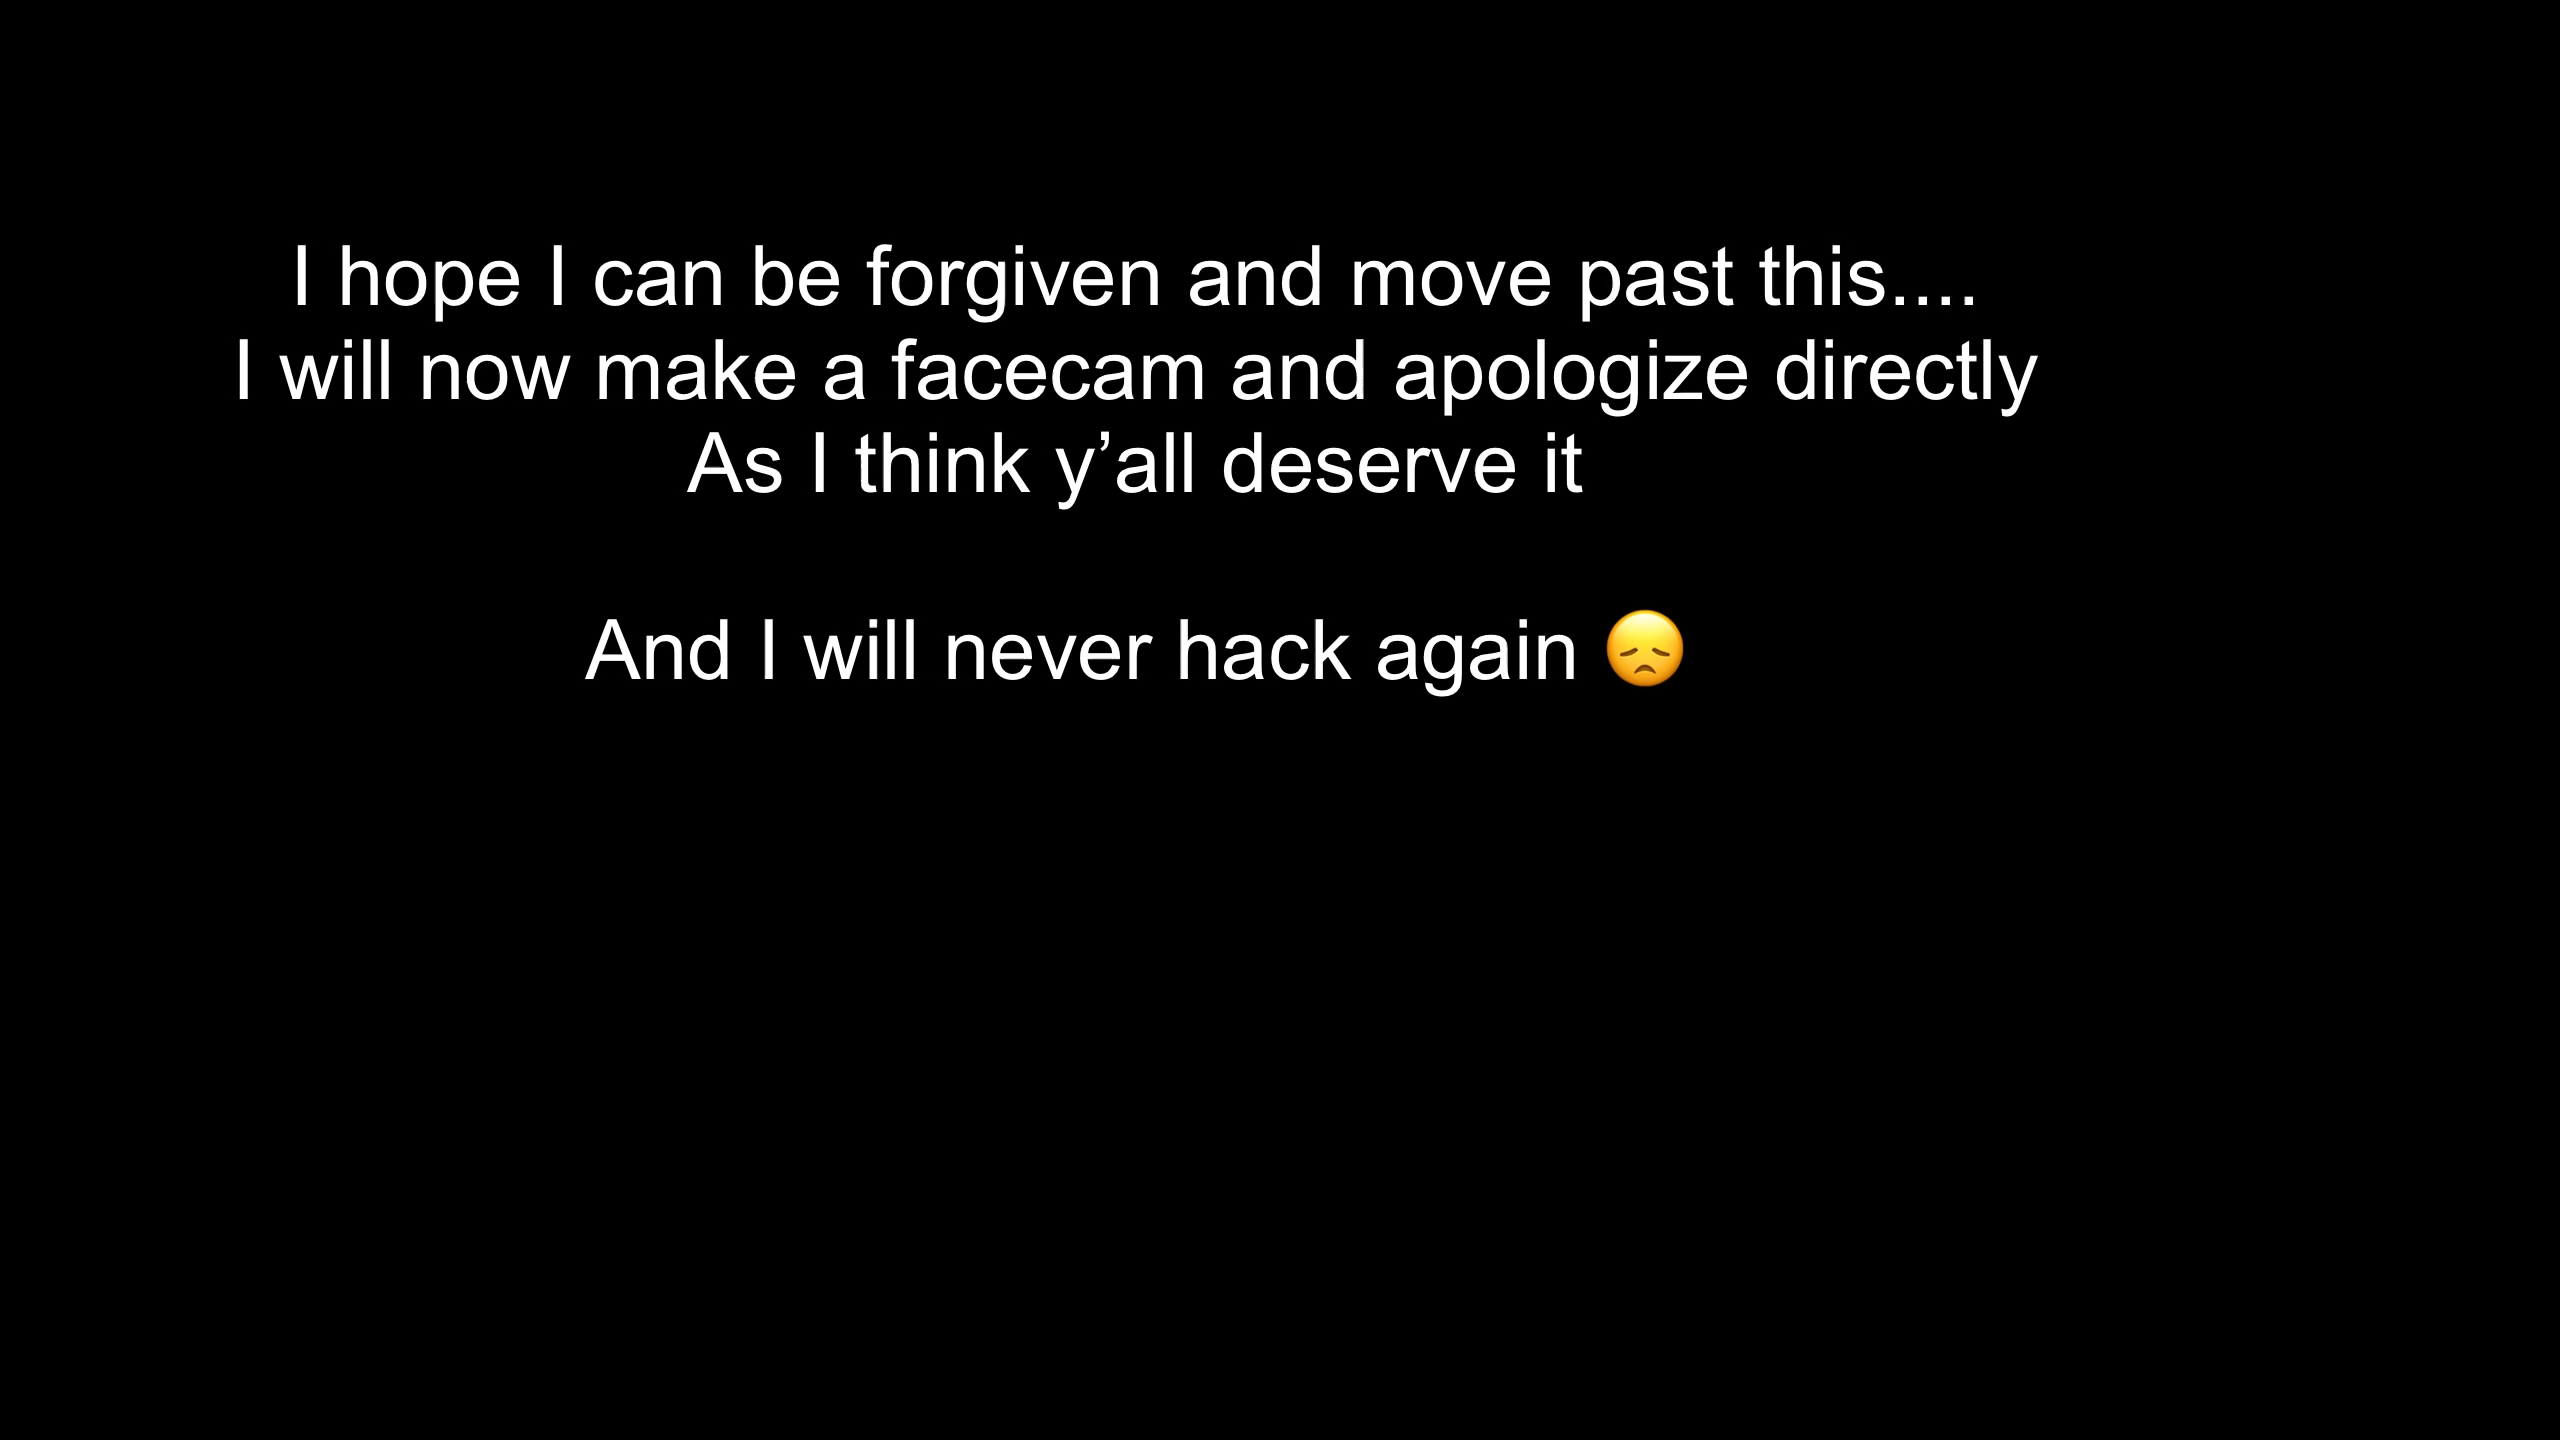 I hope I can be forgiven and move past this....
I will now make a facecam and apologize directly
As I think y’all deserve it
And I will never hack again 😞